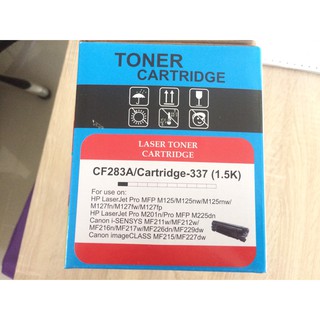 TONER
CARTRIDGE
LASER TONER
CARTRIDGE
CF283A/Cartridge-337 (1.5K)
For use on:
HP LaserJet Pro MFP M125/M125nw/M125rnw/
M127fn/M127fw/M127fp
HP LaserJet Pro M201n/Pro MFP M225dn
Canon i-SENSYS MF211w/MF212w/
MF216n/MF217w/MF226dn/MF229dw
Canon imageCLASS MF215/MF227dw